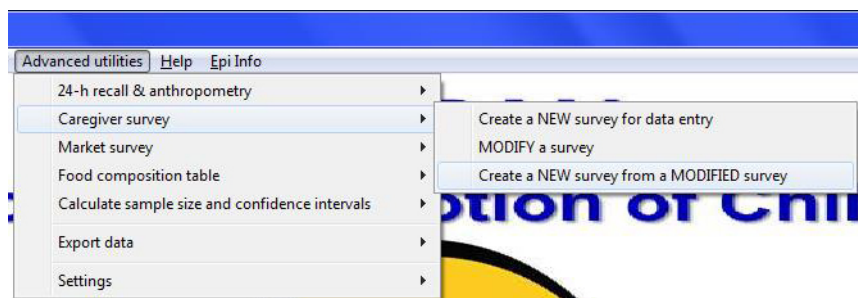 Advanced utilities Help Epi Info
24-h recall & anthropometry
Caregiver survey
Market survey
Food composition table
Calculate sample size and confidence intervals
Export data
Settings
Create a NEW survey for data entry
MODIFY a survey
Create a NEW survey from a MODIFIED survey